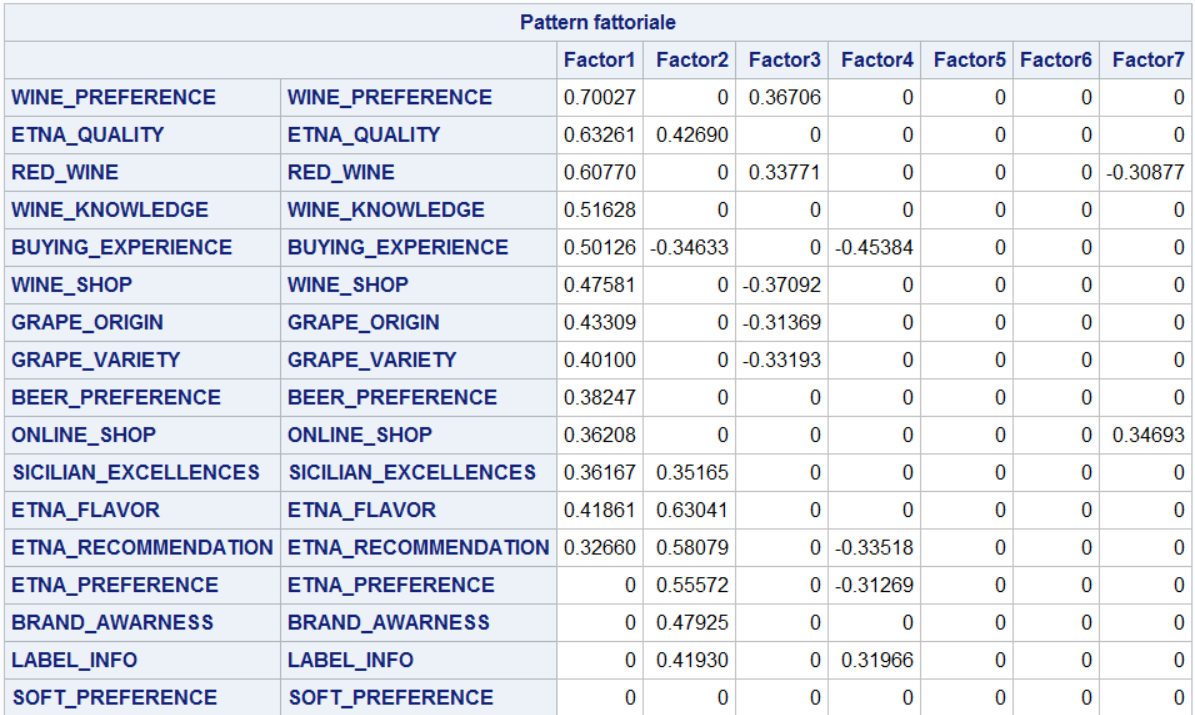 Pattern fattoriale
Factor1 Factor2 Factor3 Factor4 Factor5 Factor6 Factor7
WINE_PREFERENCE WINE_PREFERENCE 0.70027 0 0.36706 0 0 0 0
ETNA_QUALITY ETNA_QUALITY 0.63261 0.42690 0 0 0 0 0
RED_WINE RED_WINE 0.60770 0 0.33771 0 0 0 -0.30877
WINE_KNOWLEDGE WINE_KNOWLEDGE 0.51628 0 0 0 0 0 0
BUYING_EXPERIENCE BUYING_EXPERIENCE 0.50126 -0.34633 0 -0.45384 0 0 0
WINE_SHOP WINE_SHOP 0.47581 0 -0.37092 0 0 0 0
GRAPE_ORIGIN GRAPE_ORIGIN 0.43309 0 -0.31369 0 0 0 0
GRAPE_VARIETY GRAPE_VARIETY 0.40100 0 -0.33193 0 0 0 0
BEER_PREFERENCE BEER_PREFERENCE 0.38247 0 0 0 0 0 0
ONLINE_SHOP ONLINE_SHOP 0.36208 0 0 0 0 0 0.34693
SICILIAN_EXCELLENCES SICILIAN_EXCELLENCES 0.36167 0.35165 0 0 0 0 0
ETNA_FLAVOR ETNA_FLAVOR 0.41861 0.63041 0 0 0 0 0
ETNA_RECOMMENDATION ETNA_RECOMMENDATION 0.32660 0.58079 0 -0.33518 0 0 0
ETNA_PREFERENCE ETNA_PREFERENCE 0 0.55572 0 -0.31269 0 0 0
BRAND_AWARNESS BRAND_AWARNESS 0 0.47925 0 0 0 0 0
LABEL_INFO LABEL_INFO 0 0.41930 0 0.31966 0 0 0
SOFT_PREFERENCE SOFT_PREFERENCE 0 0 0 0 0 0 0